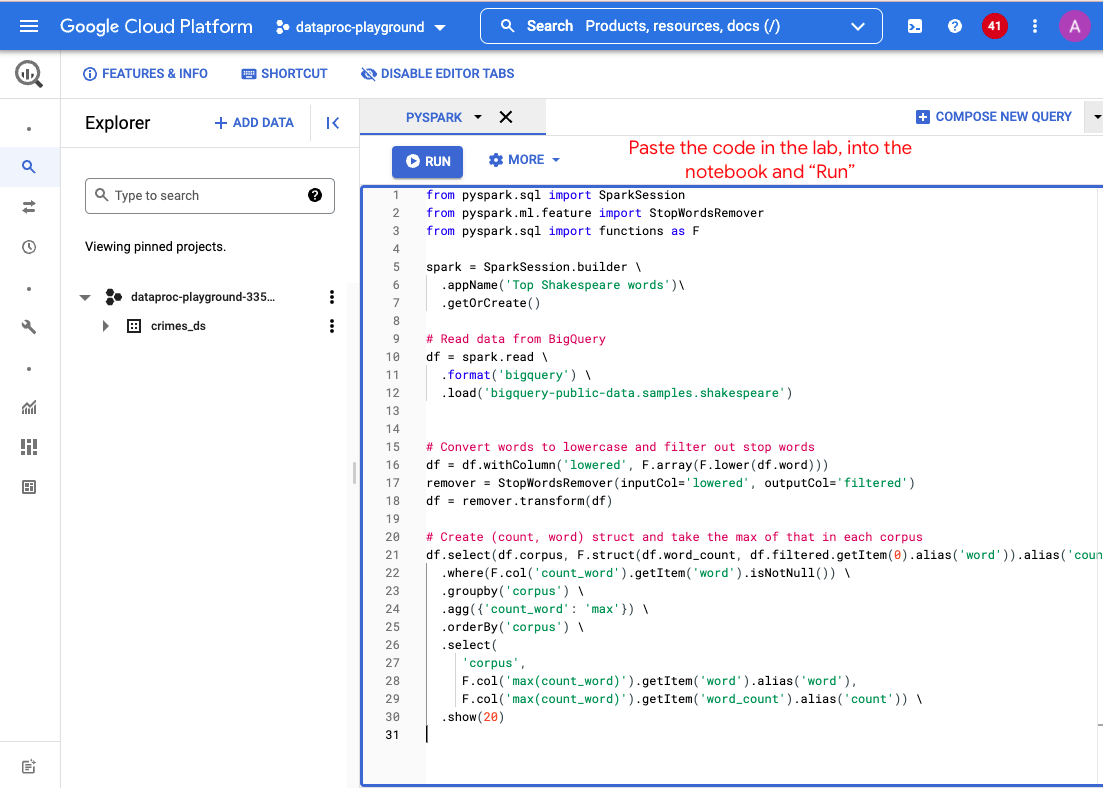 Google Cloud Platform dataproc-playground Search Products, resources, docs (/) 41 A
FEATURES & INFO SHORTCUT DISABLE EDITOR TABS
Explorer + ADD DATA
PYSPARK
COMPOSE NEW QUERY
RUN MORE
Paste the code in the lab, into the
notebook and “Run”
Type to search
Viewing pinned projects.
dataproc-playground-335...
crimes_ds
1 from pyspark.sql import SparkSession
2 from pyspark.ml.feature import StopWordsRemover
3 from pyspark.sql import functions as F
4
5 spark = SparkSession.builder \
6 .appName('Top Shakespeare words')\
7 .getOrCreate()
8
9 # Read data from BigQuery
10 df = spark.read \
11 .format('bigquery') \
12 .load('bigquery-public-data.samples.shakespeare')
13
14
15 # Convert words to lowercase and filter out stop words
16 df = df.withColumn('lowered', F.array(F.lower(df.word)))
17 remover = StopWordsRemover(inputCol='lowered', outputCol='filtered')
18 df = remover.transform(df)
19
20 # Create (count, word) struct and take the max of that in each corpus
21 df.select(df.corpus, F.struct(df.word_count, df.filtered.getItem(0).alias('word')).alias('coun
22 .where(F.col('count_word').getItem('word').isNotNull()) \
23 .groupby('corpus') \
24 .agg({'count_word': 'max'}) \
25 .orderBy('corpus') \
26 .select(
27 'corpus',
28 F.col('max(count_word)').getItem('word').alias('word'),
29 F.col('max(count_word)').getItem('word_count').alias('count')) \
30 .show(20)
31